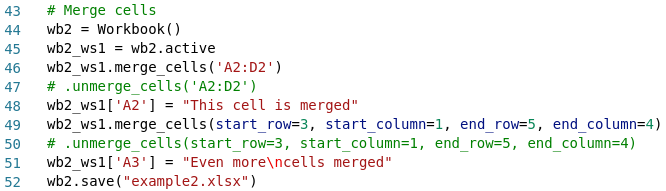 43 # Merge cells
44 wb2 = Workbook()
45 wb2_ws1 = wb2.active
46 wb2_ws1.merge_cells('A2:D2')
47 # .unmerge_cells('A2:D2')
48 wb2_ws1['A2'] = "This cell is merged"
49 wb2_ws1.merge_cells(start_row=3, start_column=1, end_row=5, end_column=4)
50 # .unmerge_cells(start_row=3, start_column=1, end_row=5, end_column=4)
51 wb2_ws1['A3'] = "Even more\ncells merged"
52 wb2.save("example2.xlsx")